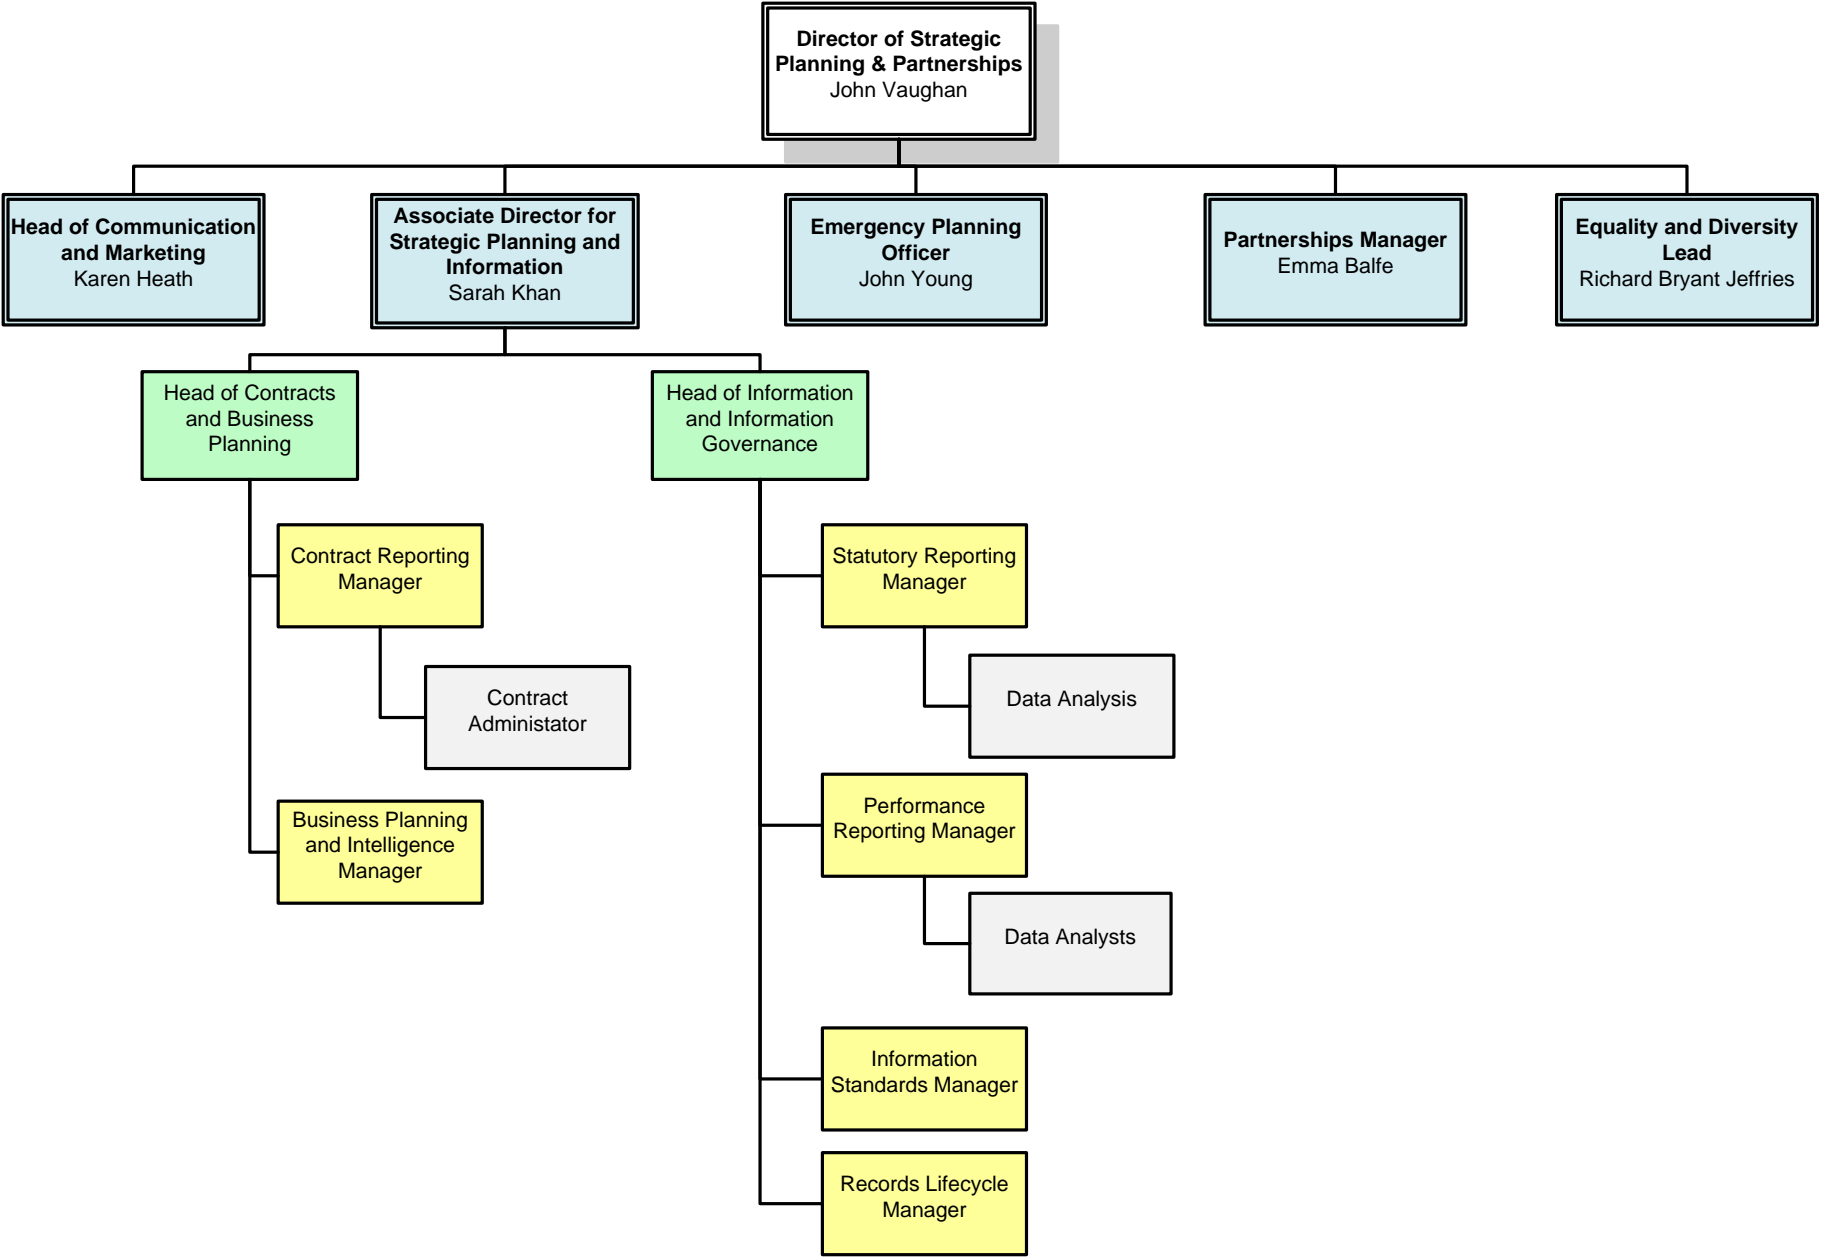 Director of Strategic
Planning & Partnerships
John Vaughan
Head of Communication
and Marketing
Karen Heath
Associate Director for
Strategic Planning and
Information
Sarah Khan
Emergency Planning
Officer
John Young
Partnerships Manager
Emma Balfe
Equality and Diversity
Lead
Richard Bryant Jeffries
Head of Contracts
and Business
Planning
Head of Information
and Information
Governance
Contract Reporting
Manager
Contract
Administator
Business Planning
and Intelligence
Manager
Statutory Reporting
Manager
Data Analysis
Performance
Reporting Manager
Data Analysts
Information
Standards Manager
Records Lifecycle
Manager